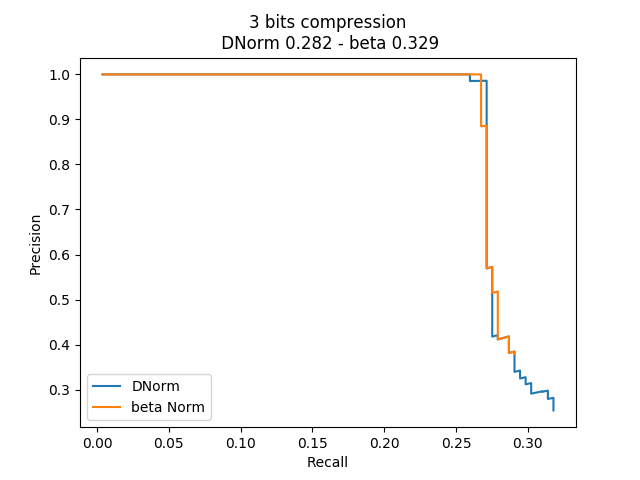 3 bits compression
DNorm 0.282 - beta 0.329
1.0
0.9
0.8
0.7
0.6
0.5
0.4
0.3
Precision
DNorm
beta Norm
0.00 0.05 0.10 0.15 0.20 0.25 0.30
Recall